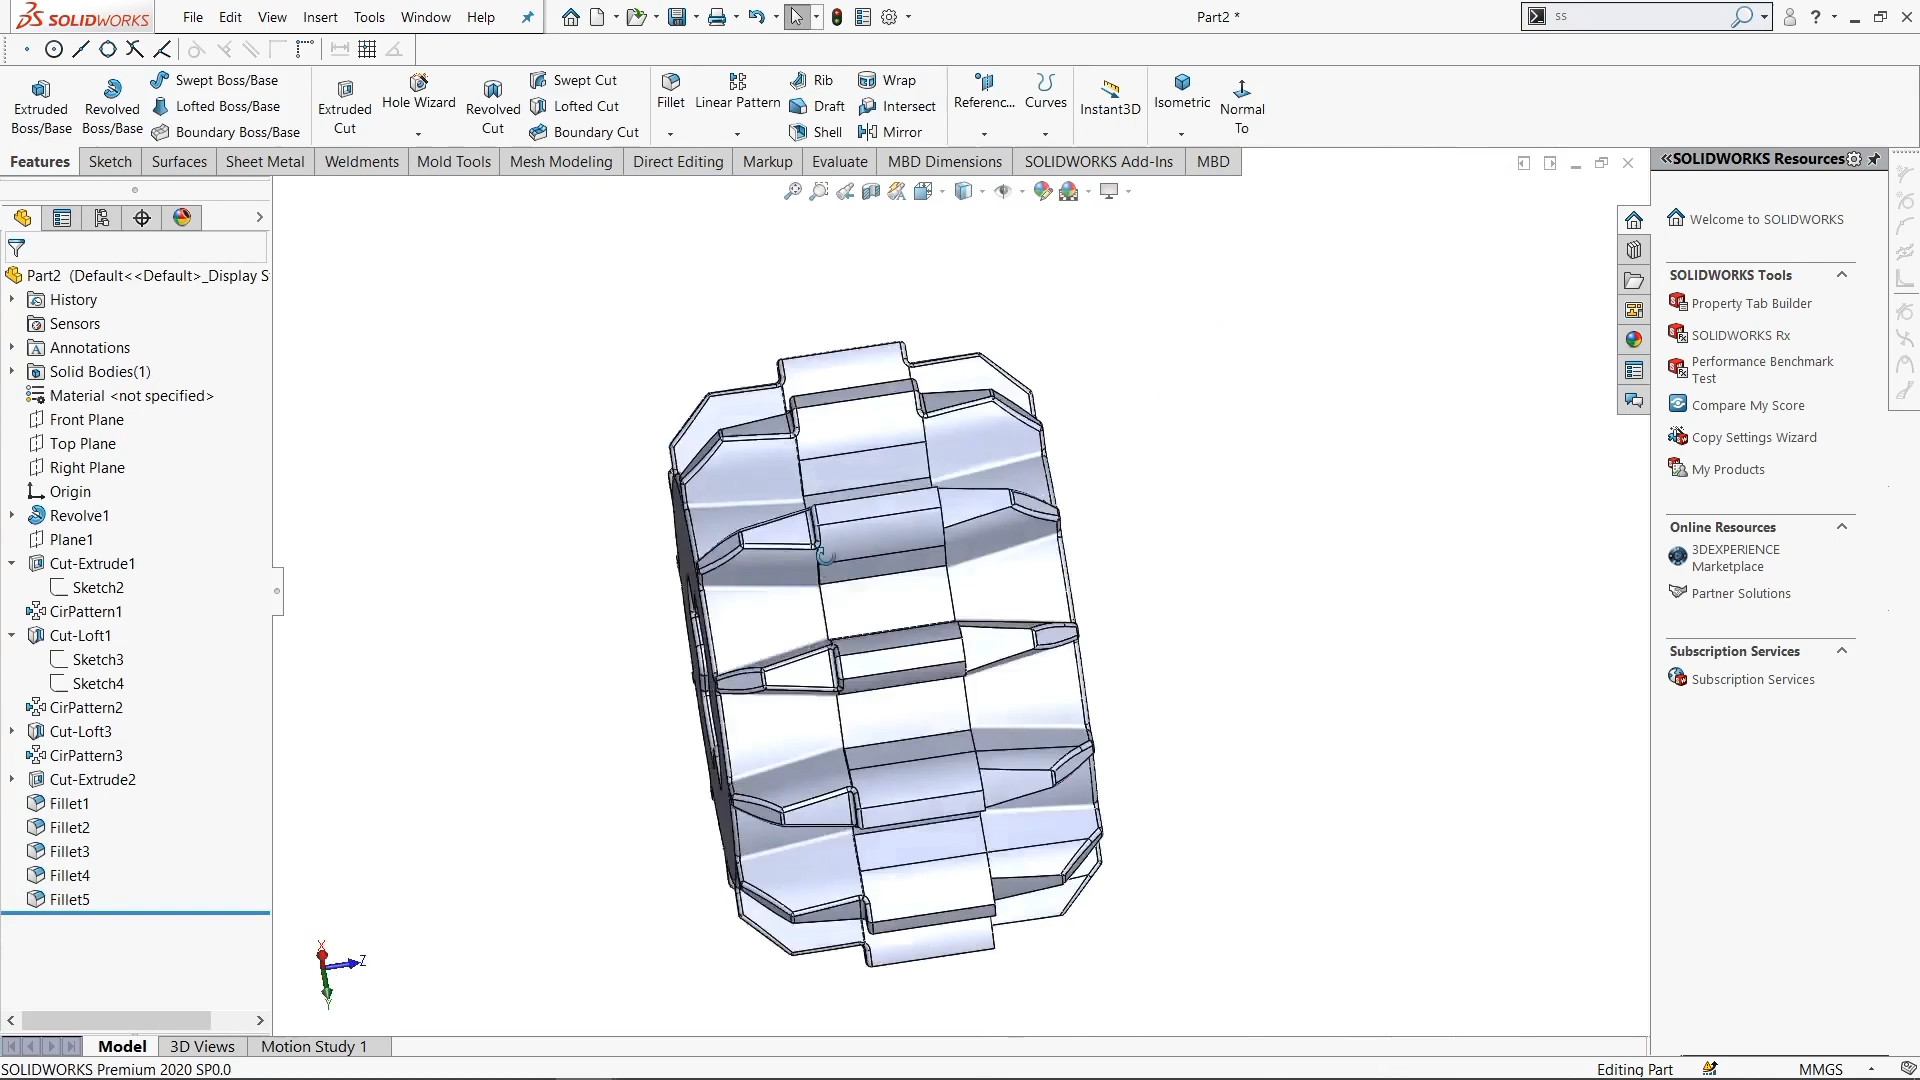 SOLIDWORKS
File Edit View Insert Tools Window Help
Part2 *
ss
Extruded Boss/Base
Revolved Boss/Base
Swept Boss/Base
Lofted Boss/Base
Boundary Boss/Base
Extruded Cut
Hole Wizard
Revolved Cut
Swept Cut
Lofted Cut
Boundary Cut
Fillet
Linear Pattern
Rib
Draft
Shell
Wrap
Intersect
Mirror
Referenc...
Curves
Instant3D
Isometric
Normal To
Features Sketch Surfaces Sheet Metal Weldments Mold Tools Mesh Modeling Direct Editing Markup Evaluate MBD Dimensions SOLIDWORKS Add-Ins MBD
Part2 (Default<<Default>_Display S
History
Sensors
Annotations
Solid Bodies(1)
Material <not specified>
Front Plane
Top Plane
Right Plane
Origin
Revolve1
Plane1
Cut-Extrude1
Sketch2
CirPattern1
Cut-Loft1
Sketch3
Sketch4
CirPattern2
Cut-Loft3
CirPattern3
Cut-Extrude2
Fillet1
Fillet2
Fillet3
Fillet4
Fillet5
X
Z
Y
SOLIDWORKS Resources
Welcome to SOLIDWORKS
SOLIDWORKS Tools
Property Tab Builder
SOLIDWORKS Rx
Performance Benchmark
Test
Compare My Score
Copy Settings Wizard
My Products
Online Resources
3DEXPERIENCE
Marketplace
Partner Solutions
Subscription Services
Subscription Services
Model 3D Views Motion Study 1
SOLIDWORKS Premium 2020 SP0.0
Editing Part
MMGS